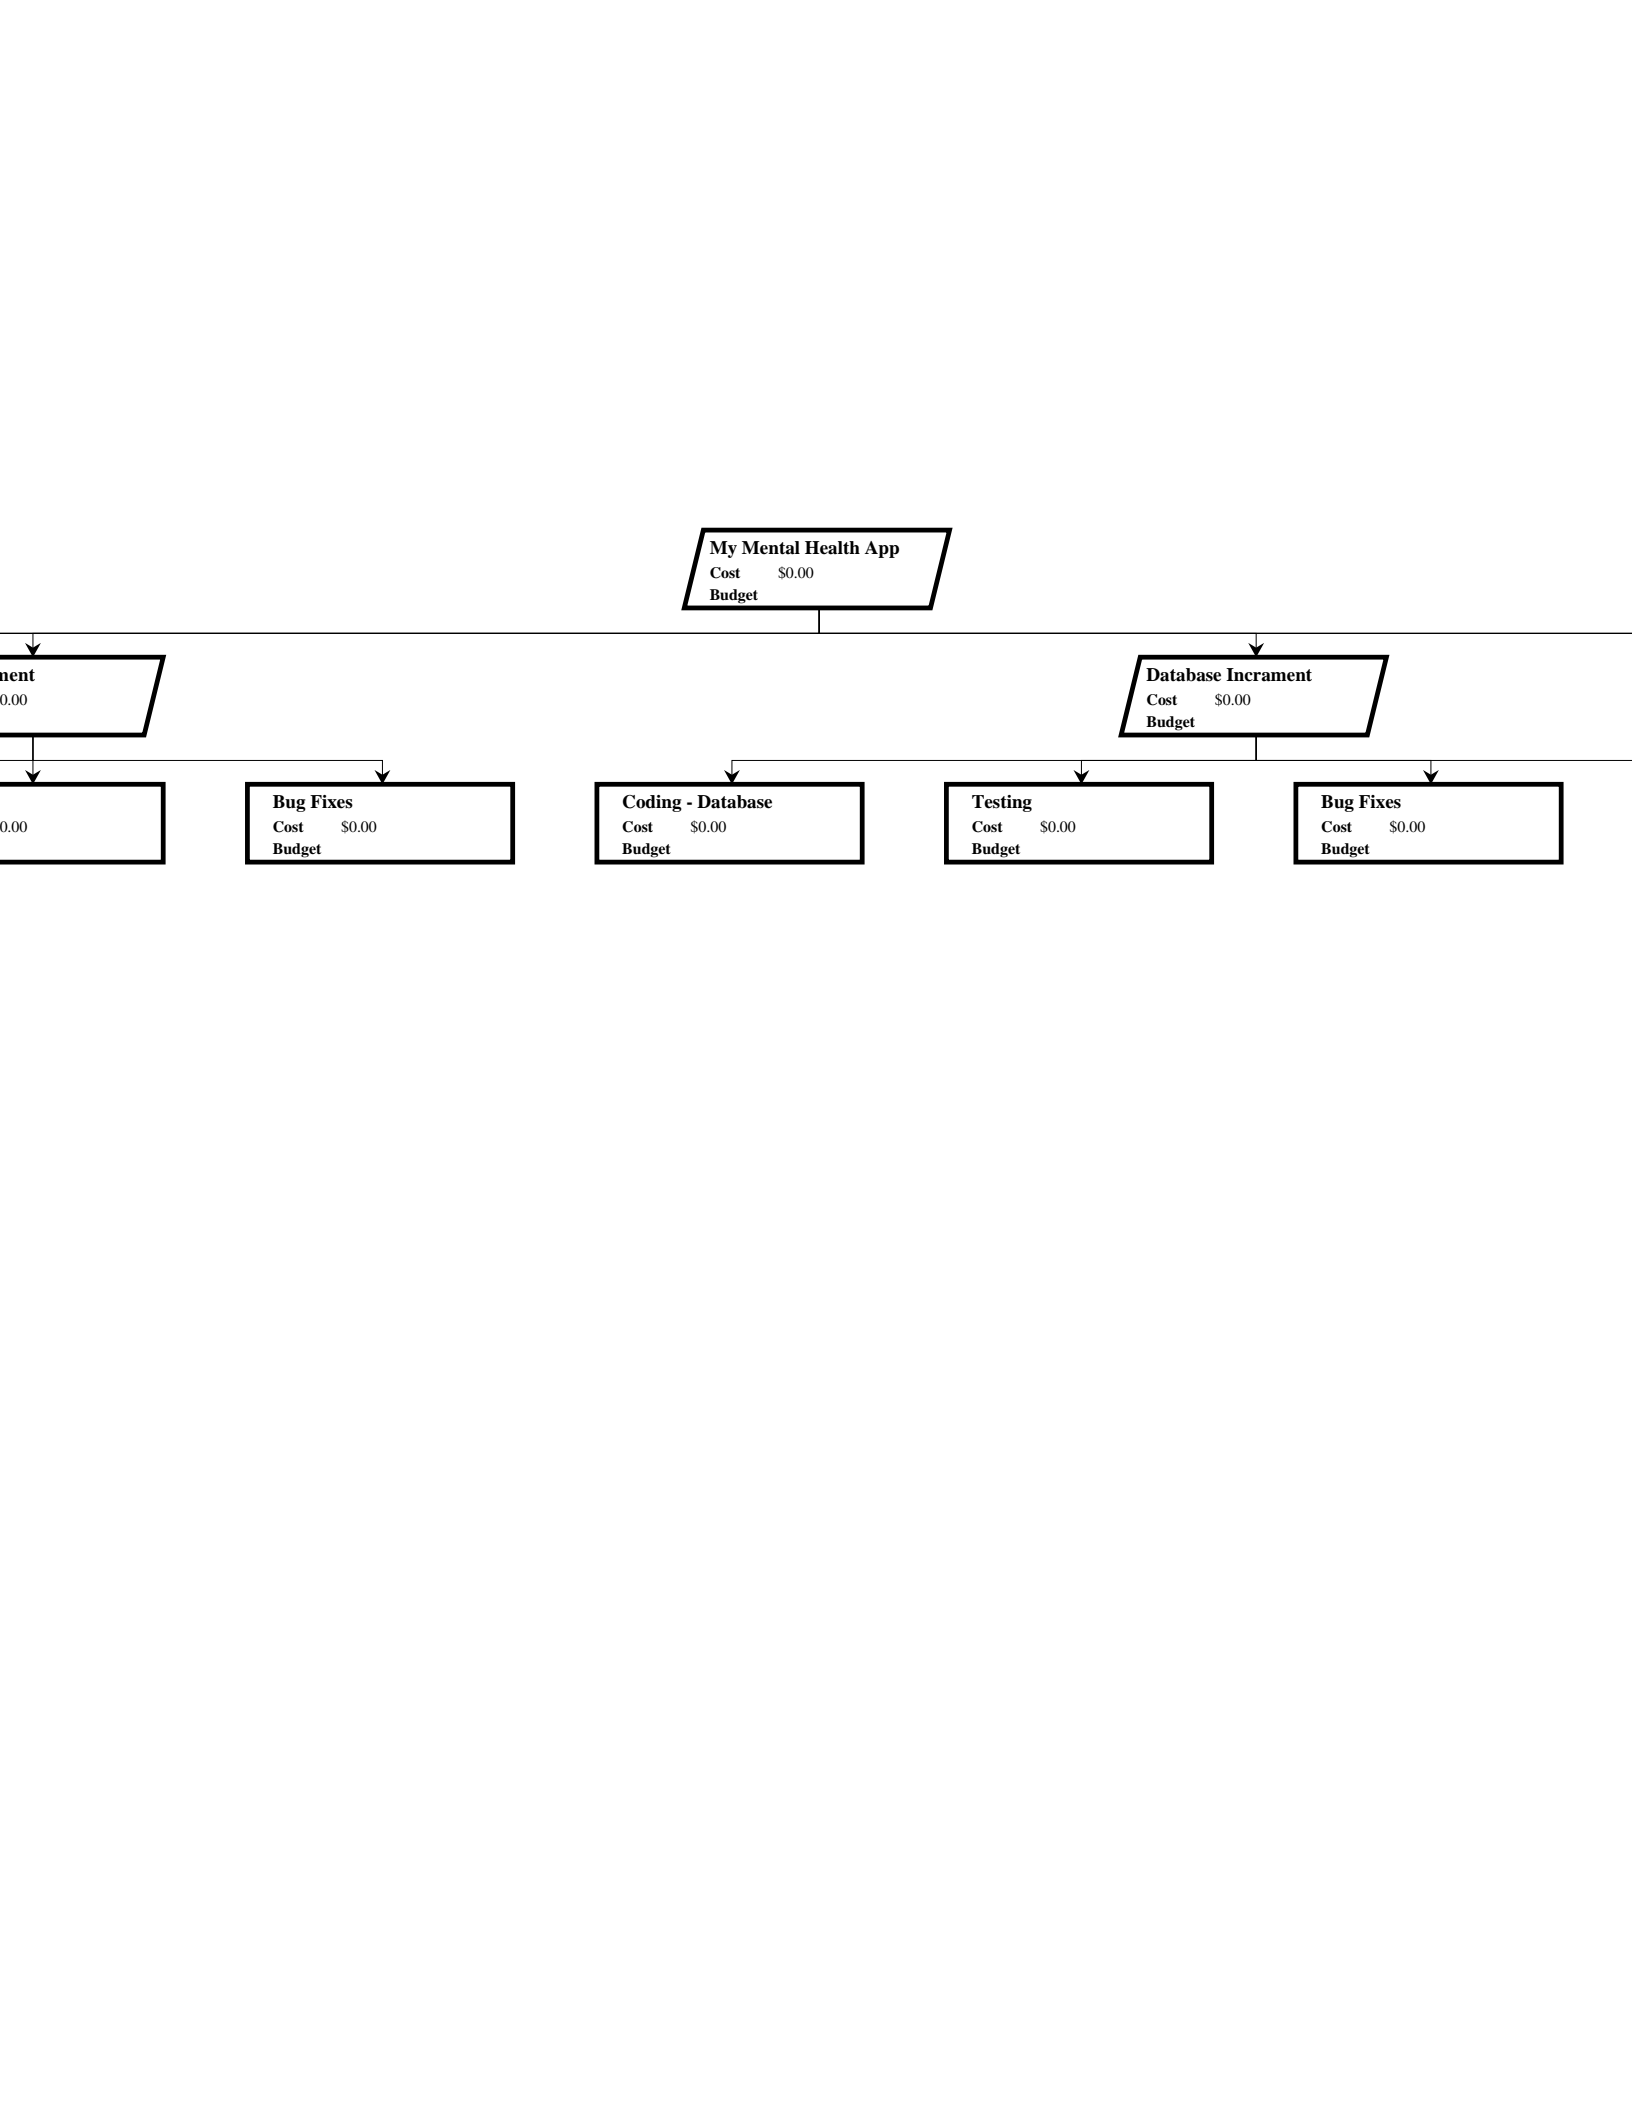 My Mental Health App
Cost $0.00
Budget
Database Incrament
0.00
Cost $0.00
Budget
0.00
Bug Fixes
Cost $0.00
Budget
Coding - Database
Cost $0.00
Budget
Testing
Cost $0.00
Budget
Bug Fixes
Cost $0.00
Budget